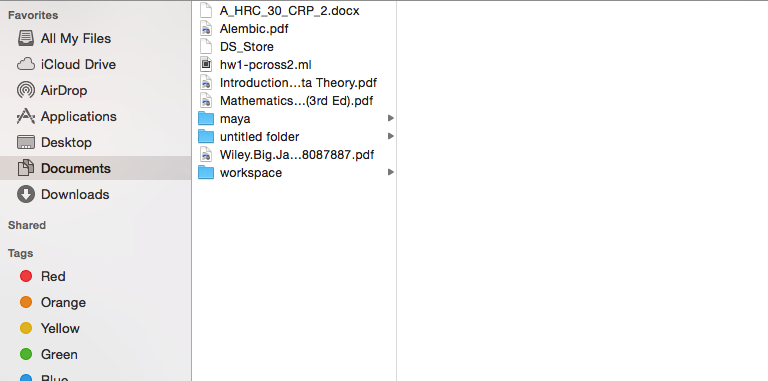 Favorites
All My Files
iCloud Drive
AirDrop
Applications
Desktop
Documents
Downloads
Shared
Tags
Red
Orange
Yellow
Green
Blue
A_HRC_30_CRP_2.docx
Alembic.pdf
DS_Store
hw1-pcross2.ml
Introduction...ta Theory.pdf
Mathematics...(3rd Ed).pdf
maya
untitled folder
Wiley.Big.Ja...8087887.pdf
workspace